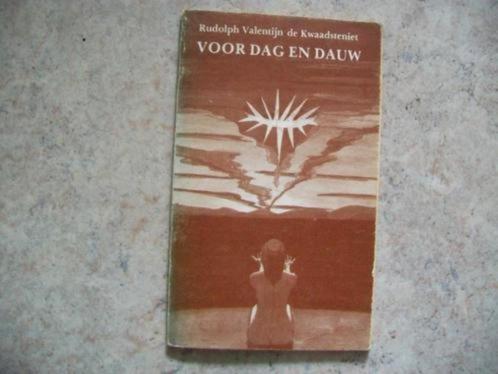 Rudolph Valentijn de Kwaadsteniet
VOOR DAG EN DAUW